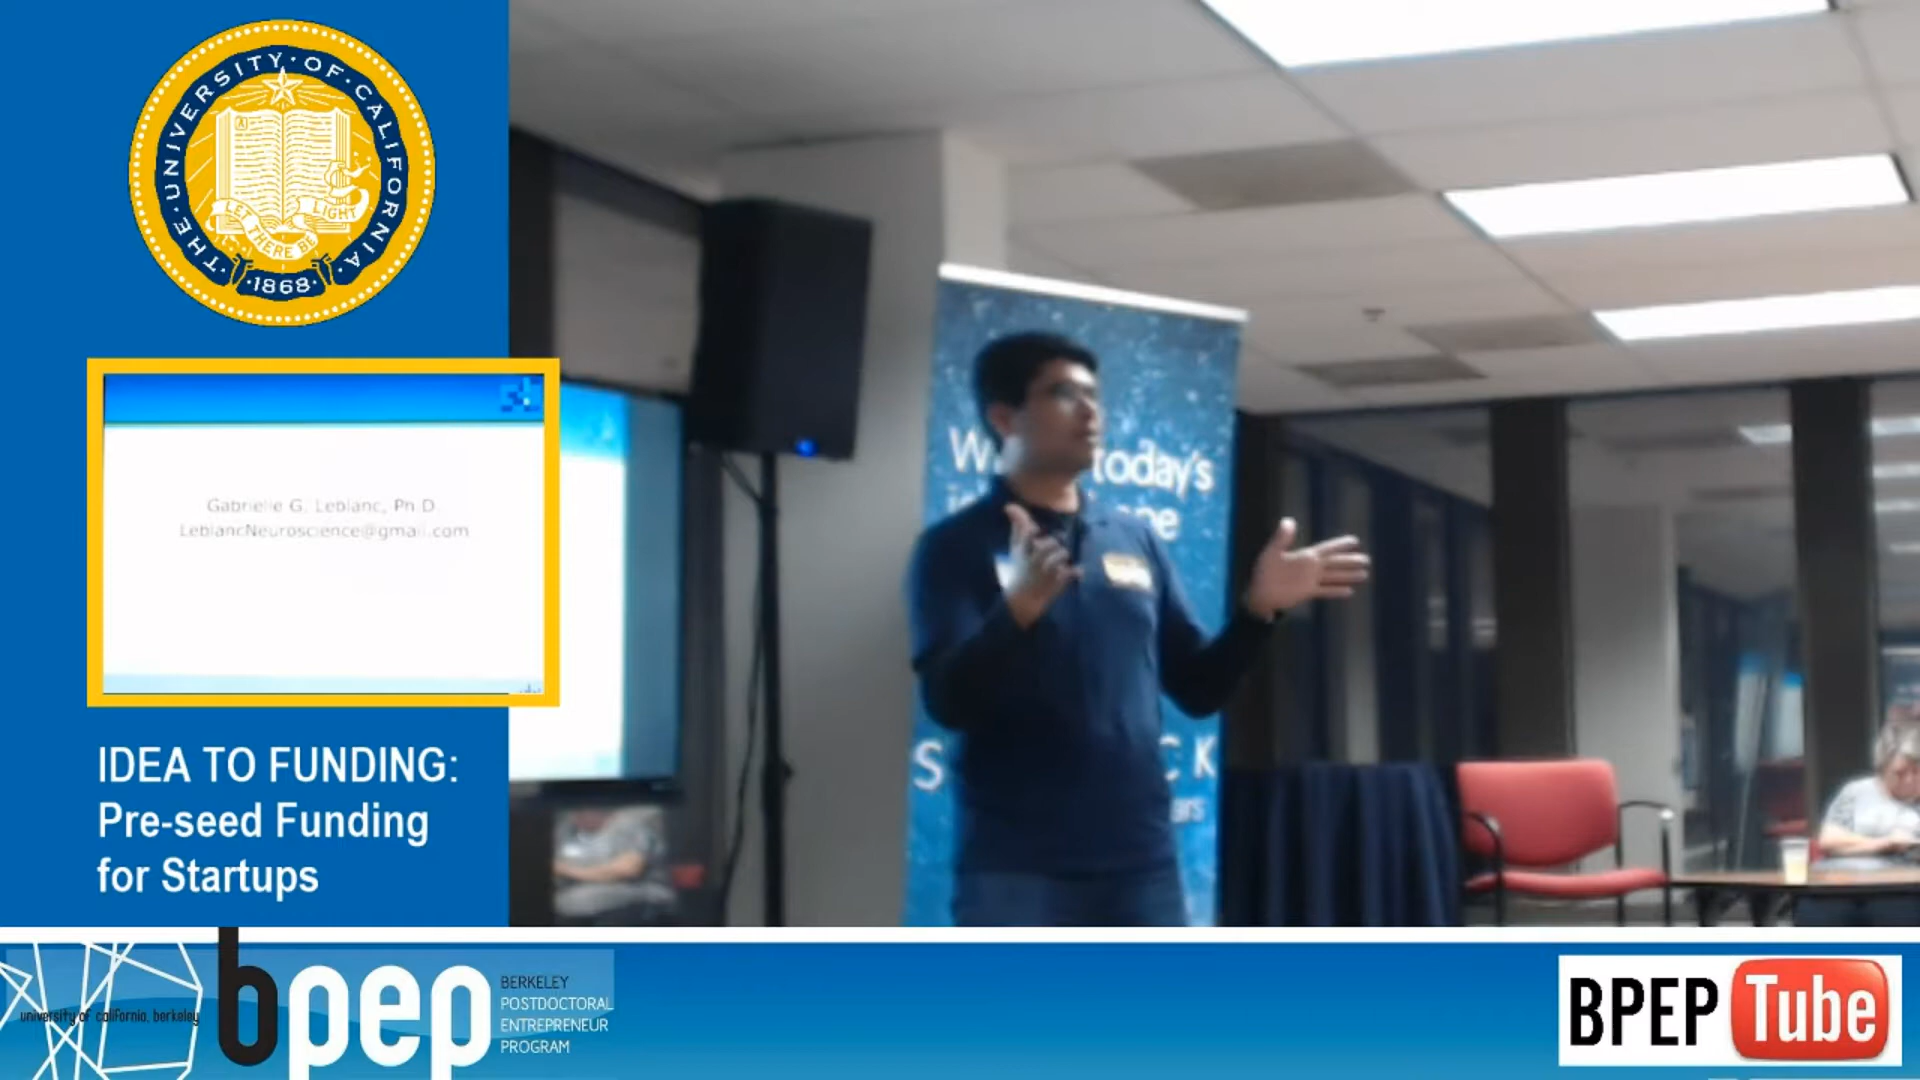 THE · UNIVERSITY · OF · CALIFORNIA ·
LET THERE BE LIGHT
· 1868 ·
Gabrielle G. Leblanc, Ph.D.
LeblancNeuroscience@gmail.com
IDEA TO FUNDING:
Pre-seed Funding
for Startups
today's
university of california, berkeley
bpep
BERKELEY
POSTDOCTORAL
ENTREPRENEUR
PROGRAM
BPEP Tube